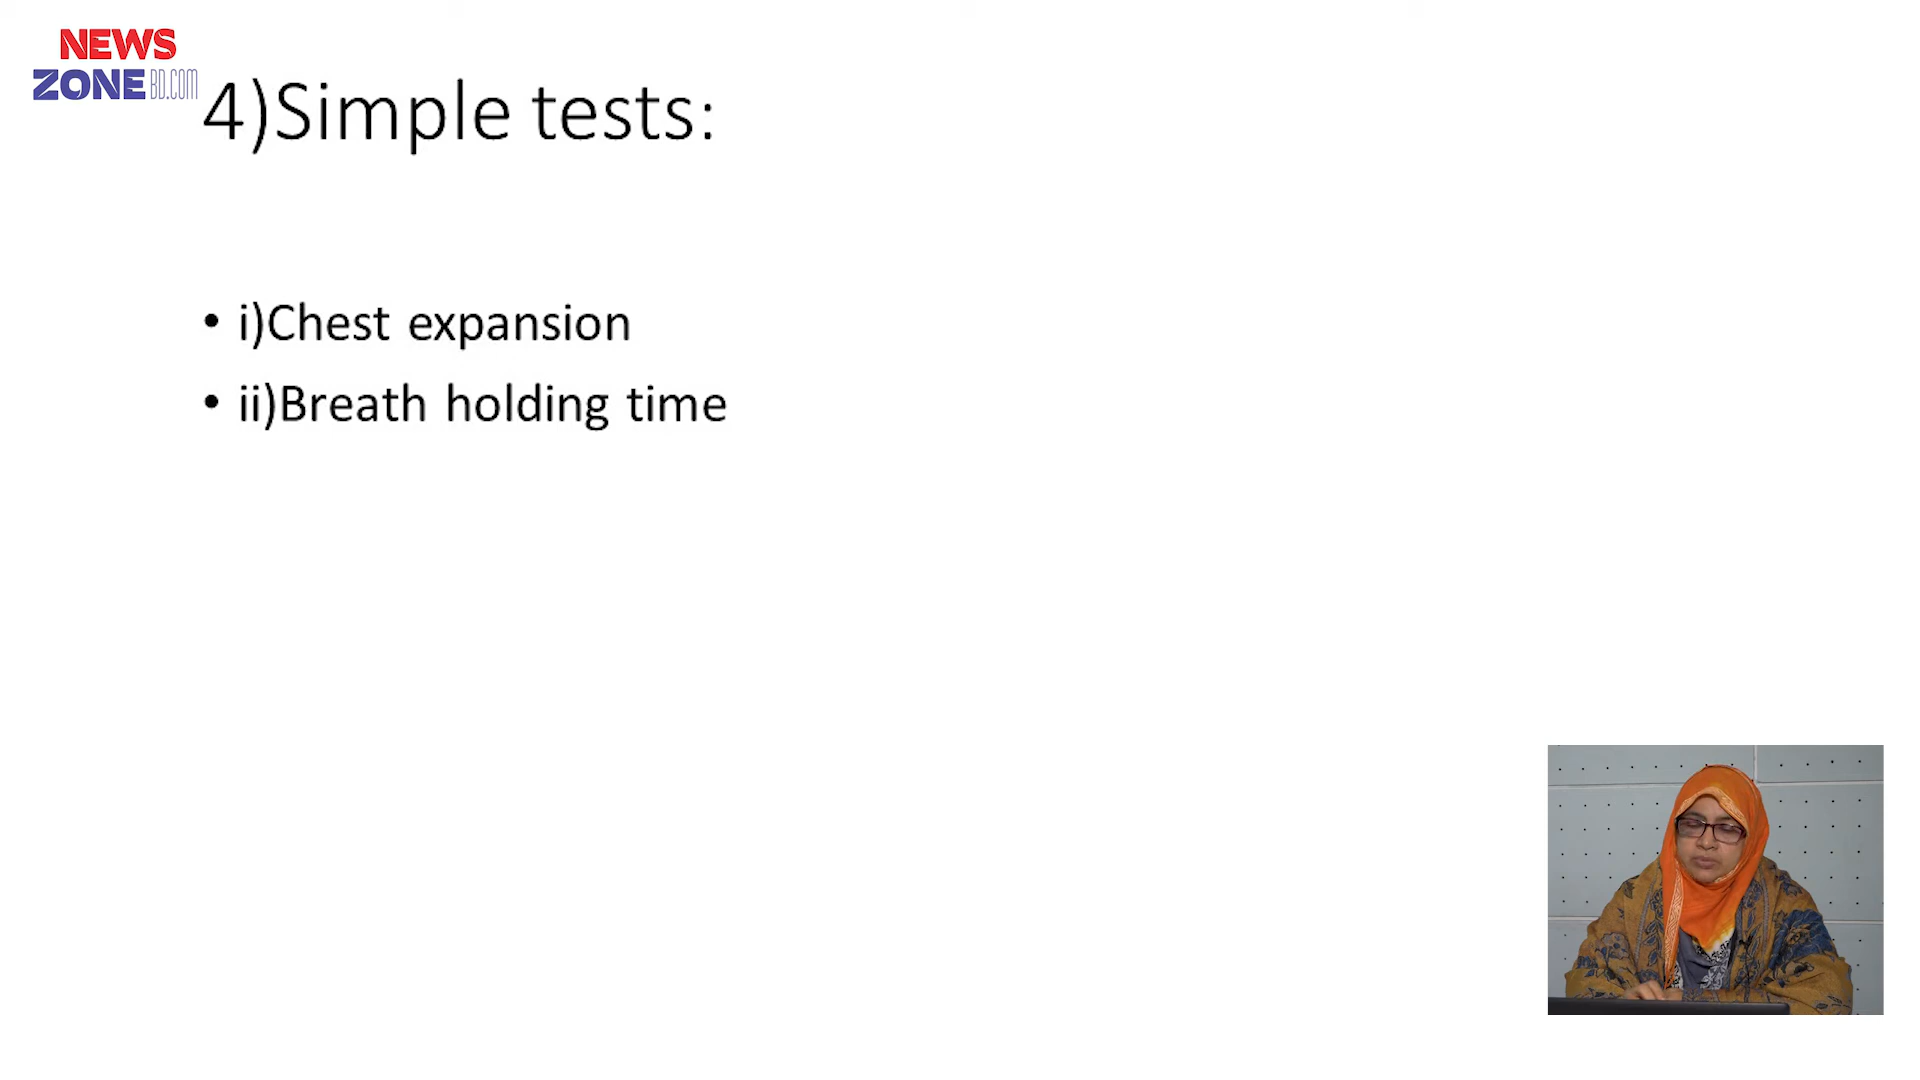 NEWS
ZONE BD.COM
4)Simple tests:
• i)Chest expansion
• ii)Breath holding time